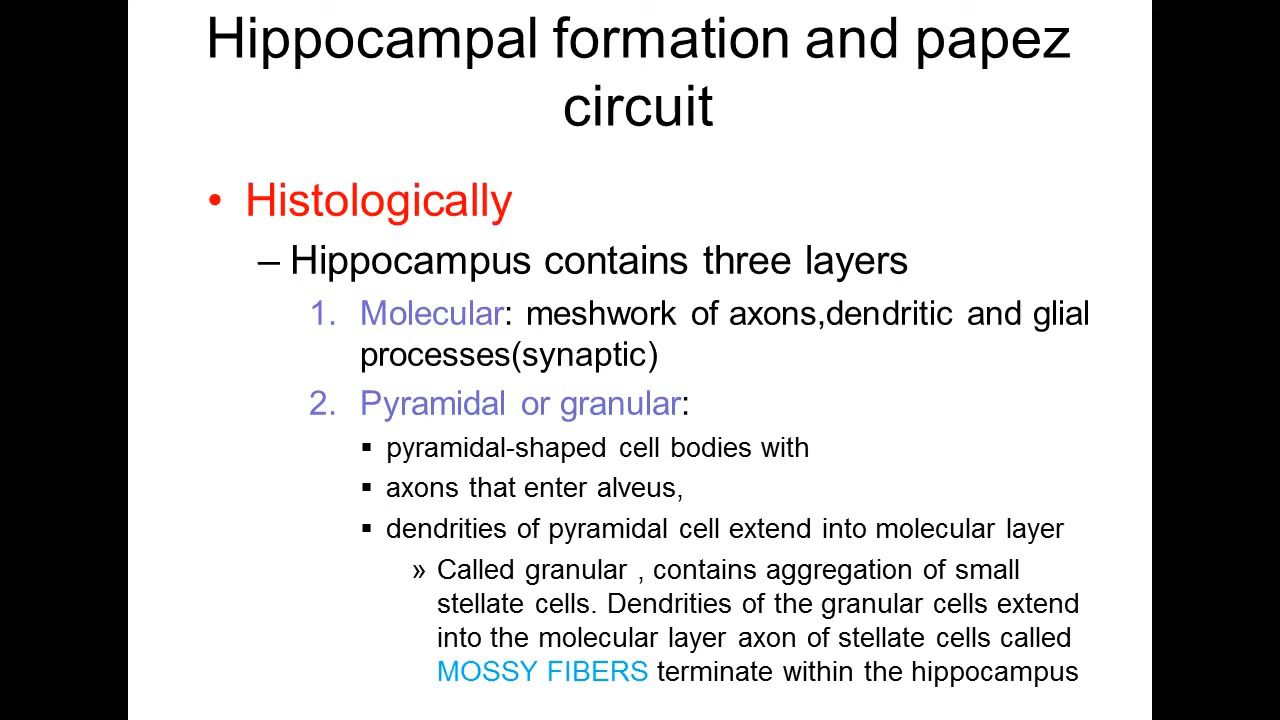 Hippocampal formation and papez
circuit
• Histologically
– Hippocampus contains three layers
1. Molecular: meshwork of axons,dendritic and glial
processes(synaptic)
2. Pyramidal or granular:
▪ pyramidal-shaped cell bodies with
▪ axons that enter alveus,
▪ dendrities of pyramidal cell extend into molecular layer
» Called granular , contains aggregation of small
stellate cells. Dendrities of the granular cells extend
into the molecular layer axon of stellate cells called
MOSSY FIBERS terminate within the hippocampus